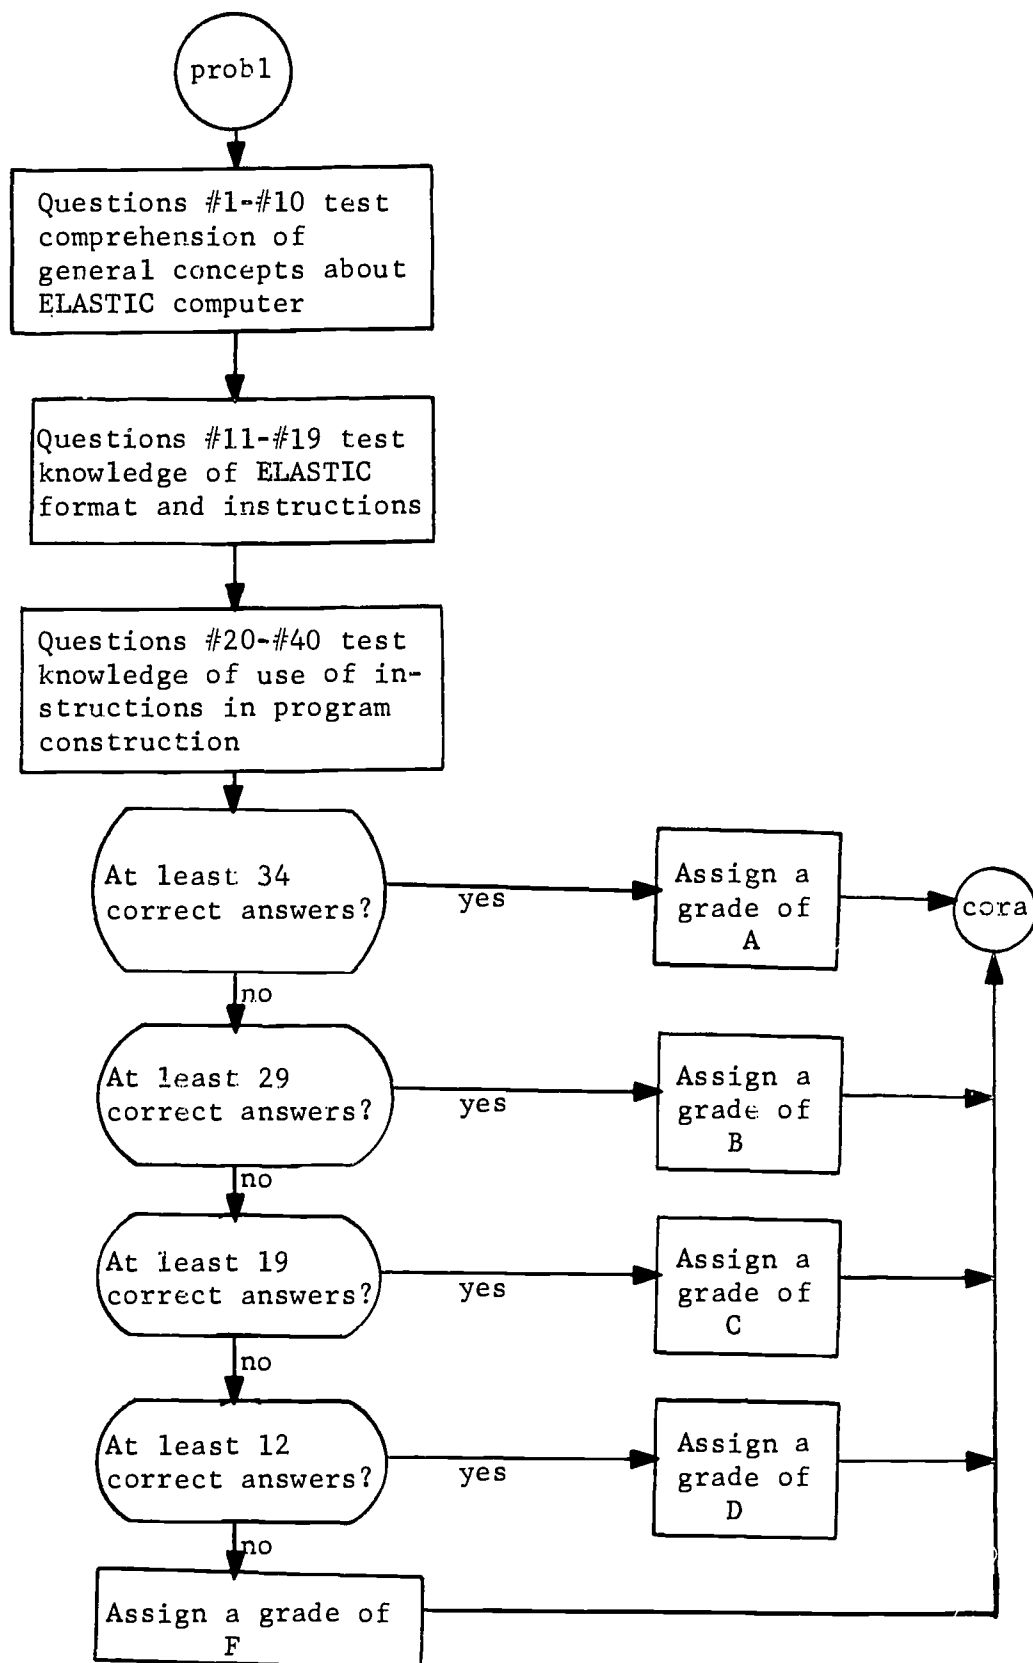 prob1
Questions #1-#10 test
comprehension of
general concepts about
ELASTIC computer
Questions #11-#19 test
knowledge of ELASTIC
format and instructions
Questions #20-#40 test
knowledge of use of in-
structions in program
construction
At least 34
correct answers?
yes
Assign a
grade of
A
cora
no
At least 29
correct answers?
yes
Assign a
grade of
B
no
At least 19
correct answers?
yes
Assign a
grade of
C
no
At least 12
correct answers?
yes
Assign a
grade of
D
no
Assign a grade of
F